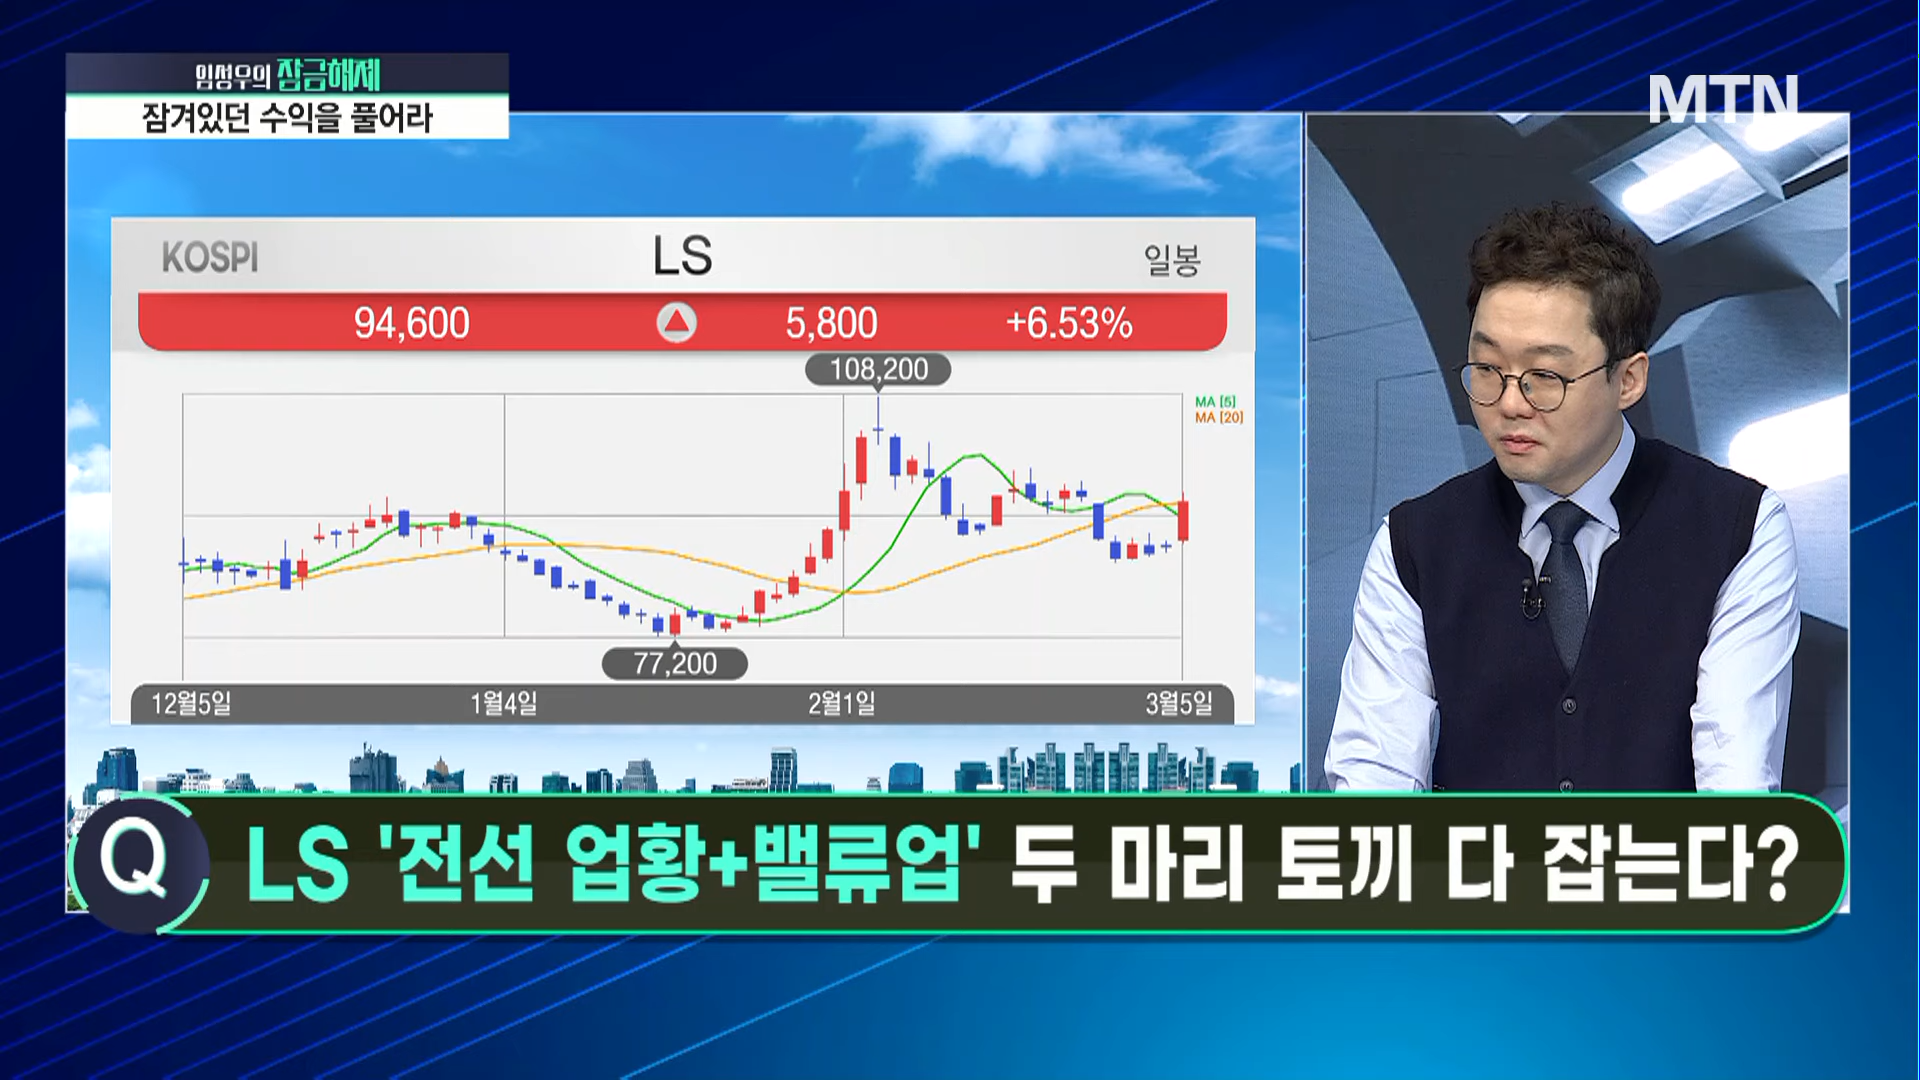 임성우의 잠금해제
잠겨있던 수익을 풀어라
MTN
KOSPI
LS
일봉
94,600
5,800
+6.53%
108,200
MA [5]
MA [20]
77,200
12월5일
1월4일
2월1일
3월5일
Q
LS '전선 업황+밸류업' 두 마리 토끼 다 잡는다?